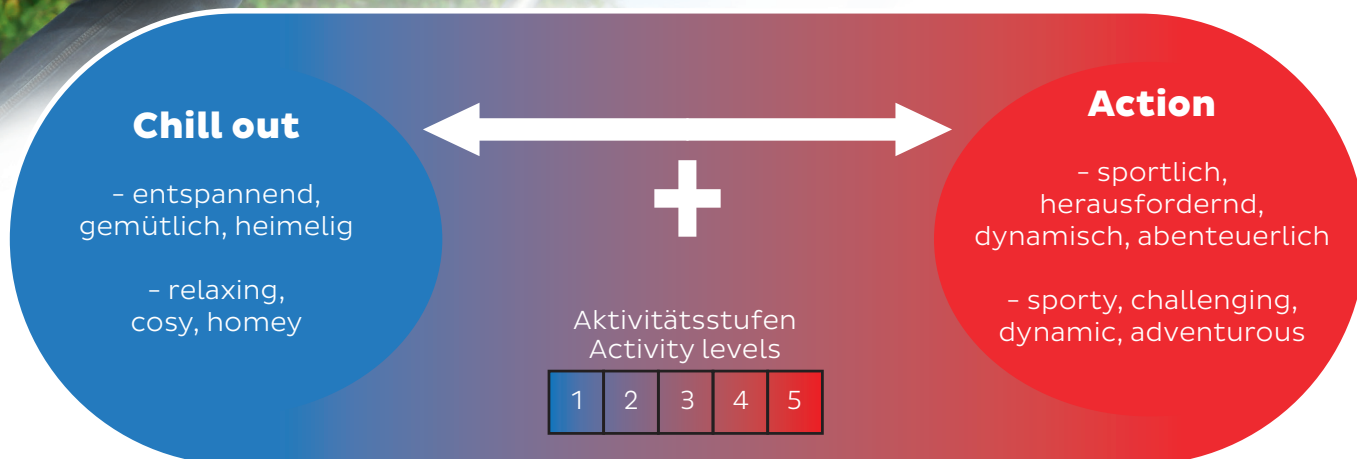 Chill out
- entspannend,
gemütlich, heimelig
- relaxing,
cosy, homey
+
Aktivitätsstufen
Activity levels
1 2 3 4 5
Action
- sportlich,
herausfordernd,
dynamisch, abenteuerlich
- sporty, challenging,
dynamic, adventurous